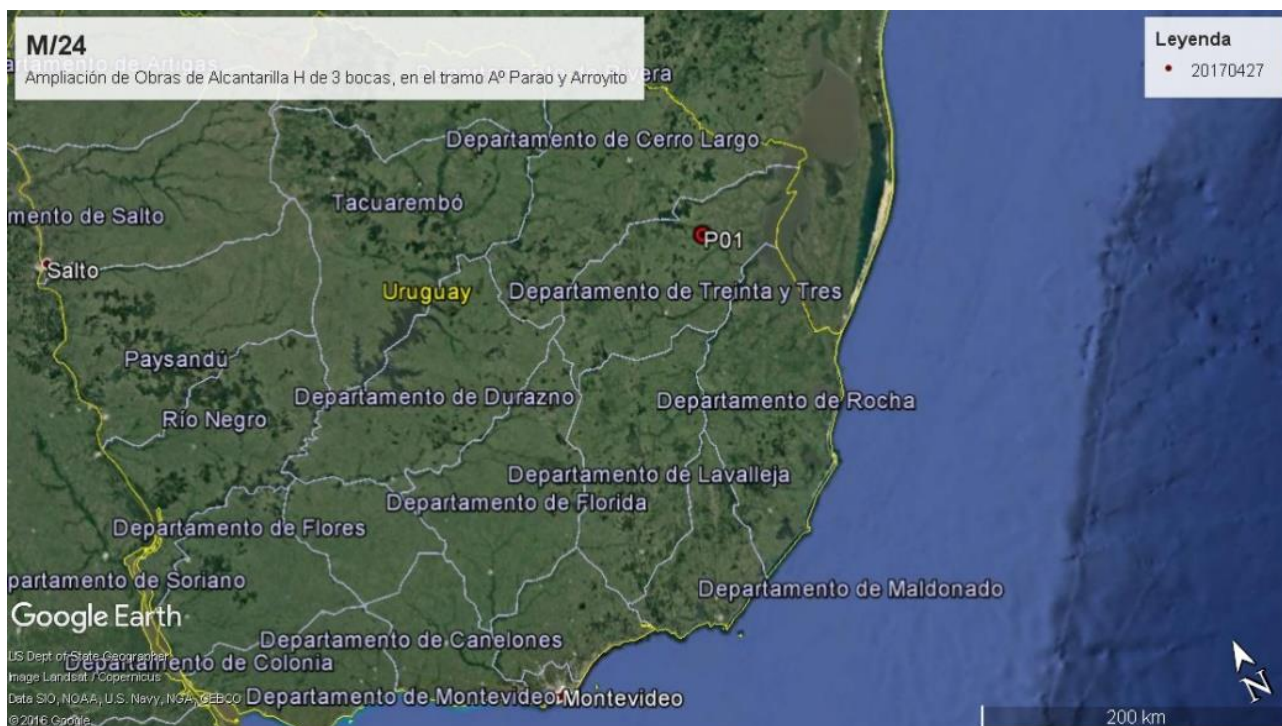 M/24
Ampliación de Obras de Alcantarilla H de 3 bocas, en el tramo Aº Parao y Arroyito
Leyenda
20170427
Departamento de Cerro Largo
Tacuarembó
mento de Salto
P01
Salto
Uruguay
Departamento de Treinta y Tres
Paysandú
Departamento de Durazno
Departamento de Rocha
Río Negro
Departamento de Lavalleja
Departamento de Florida
Departamento de Flores
partamento de Soriano
Departamento de Maldonado
Google Earth
Departamento de Canelones
US Dept of State Geographer
Departamento de Colonia
Image Landsat / Copernicus
Data SIO, NOAA, U.S. Navy, NGA, GEBCO
Departamento de Montevideo
Montevideo
© 2016 Google
N
200 km